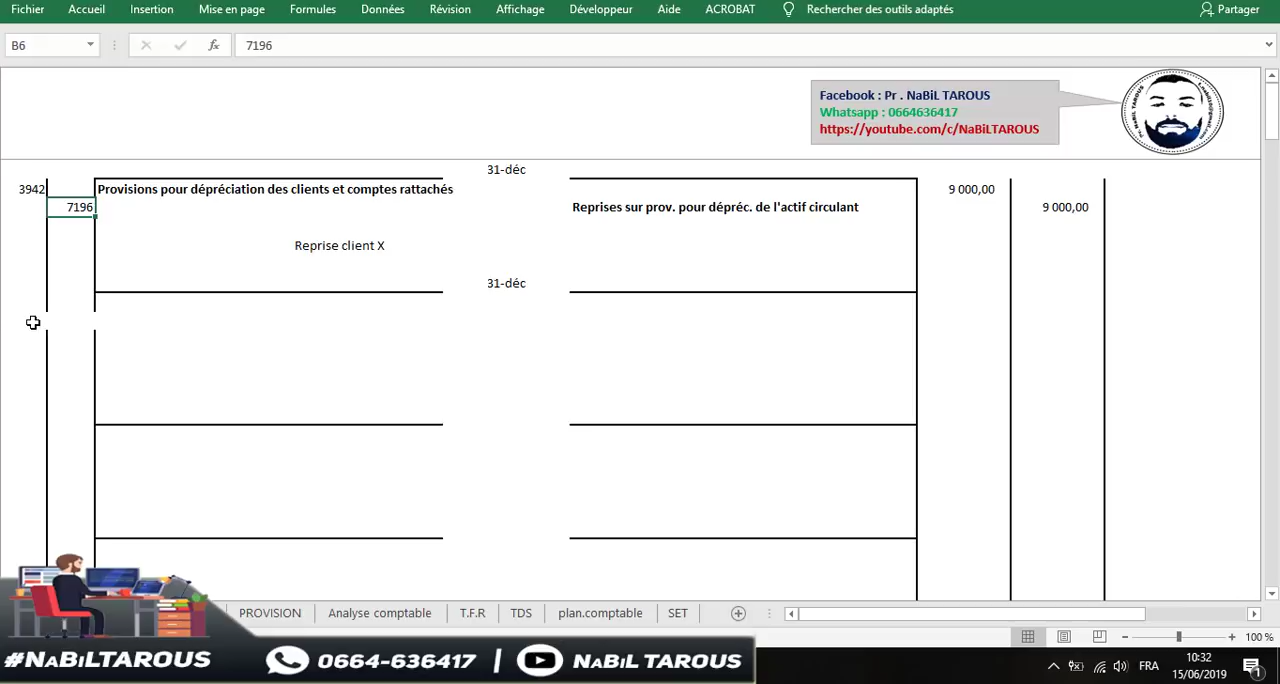 Fichier Accueil Insertion Mise en page Formules Données Révision Affichage Développeur Aide ACROBAT Rechercher des outils adaptés Partager
B6 fx 7196
Facebook : Pr . NaBiL TAROUS
Whatsapp : 0664636417
https://youtube.com/c/NaBiLTAROUS
31-déc
3942 Provisions pour dépréciation des clients et comptes rattachés 9 000,00
7196 Reprises sur prov. pour dépréc. de l'actif circulant 9 000,00
Reprise client X
31-déc
PROVISION Analyse comptable T.F.R TDS plan.comptable SET
100 %
#NaBiLTAROUS 0664-636417 | NaBiL TAROUS
FRA 10:32
15/06/2019 1